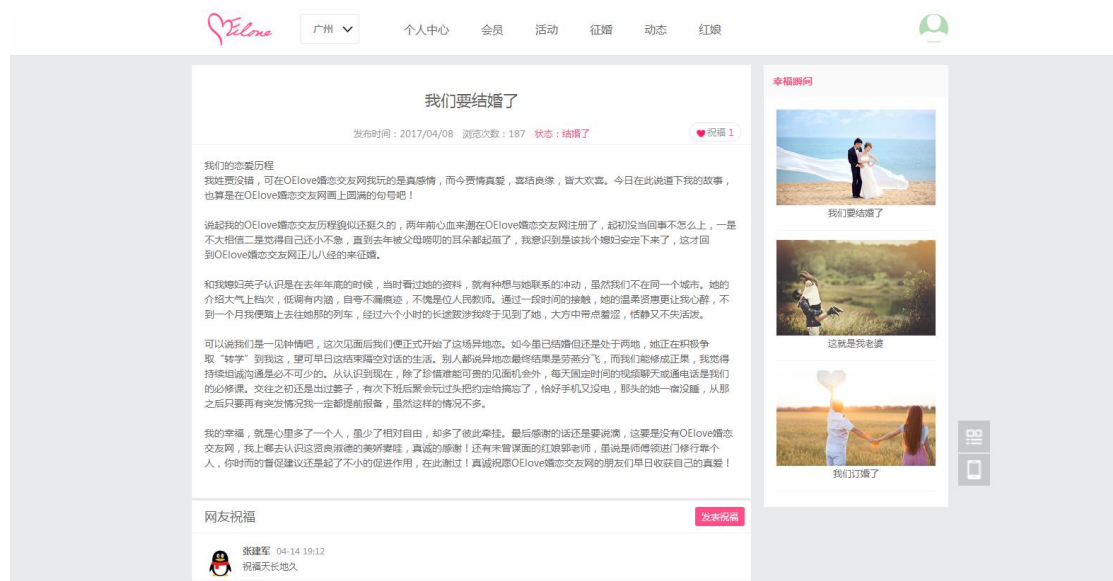 OElove
广州
个人中心 会员 活动 征婚 动态 红娘
我们要结婚了
发布时间：2017/04/08 浏览次数：187 状态：结婚了
祝福 1
我们的恋爱历程
我姓贾没错，可在OElove婚恋交友网我玩的是真感情，而今贾情真爱，喜结良缘，皆大欢喜。今日在此说道下我的故事，
也算是在OElove婚恋交友网画上圆满的句号吧！
说起我的OElove婚恋交友历程貌似还挺久的，两年前心血来潮在OElove婚恋交友网注册了，起初没当回事不怎么上，一是
不大相信二是觉得自己还小不急，直到去年被父母唠叨的耳朵都起茧了，我意识到是该找个媳妇安定下来了，这才回
到OElove婚恋交友网正儿八经的来征婚。
和我媳妇英子认识是在去年年底的时候，当时看过她的资料，就有种想与她联系的冲动，虽然我们不在同一个城市。她的
介绍大气上档次，低调有内涵，自夸不漏痕迹，不愧是位人民教师。通过一段时间的接触，她的温柔贤惠更让我心醉，不
到一个月我便踏上去往她那的列车，经过六个小时的长途跋涉我终于见到了她，大方中带点羞涩，恬静又不失活泼。
可以说我们是一见钟情吧，这次见面后我们便正式开始了这场异地恋。如今虽已结婚但还是处于两地，她正在积极争
取“转学”到我这，望可早日这结束隔空对话的生活。别人都说异地恋最终结果是劳燕分飞，而我们能修成正果，我觉得
持续坦诚沟通是必不可少的。从认识到现在，除了珍惜难能可贵的见面机会外，每天固定时间的视频聊天或通电话是我们
的必修课。交往之初还是出过篓子，有次下班后聚会玩过头把约定给搞忘了，恰好手机又没电，那头的她一宿没睡，从那
之后只要再有突发情况我一定都提前报备，虽然这样的情况不多。
我的幸福，就是心里多了一个人，虽少了相对自由，却多了彼此牵挂。最后感谢的话还是要说滴，这要是没有OElove婚恋
交友网，我上哪去认识这贤良淑德的美娇妻哇，真诚的感谢！还有未曾谋面的红娘郭老师，虽说是师傅领进门修行靠个
人，你时而的督促建议还是起了不小的促进作用，在此谢过！真诚祝愿OElove婚恋交友网的朋友们早日收获自己的真爱！
网友祝福
发表祝福
张建军 04-14 19:12
祝福天长地久
幸福瞬间
我们要结婚了
这就是我老婆
我们订婚了